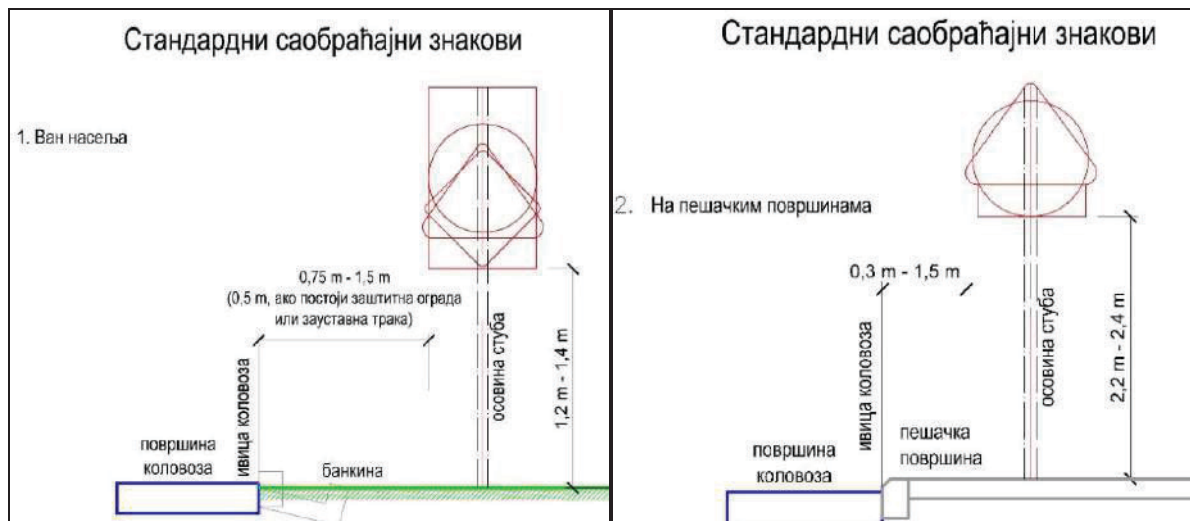 Стандардни саобраћајни знакови
1. Ван насеља
0,75 m - 1,5 m
(0,5 m, ако постоји заштитна ограда
или зауставна трака)
ивица коловоза
осовина стуба
1,2 m - 1,4 m
површина
коловоза
банкина
Стандардни саобраћајни знакови
2. На пешачким површинама
0,3 m - 1,5 m
ивица коловоза
осовина стуба
2,2 m - 2,4 m
пешачка
површина
површина
коловоза